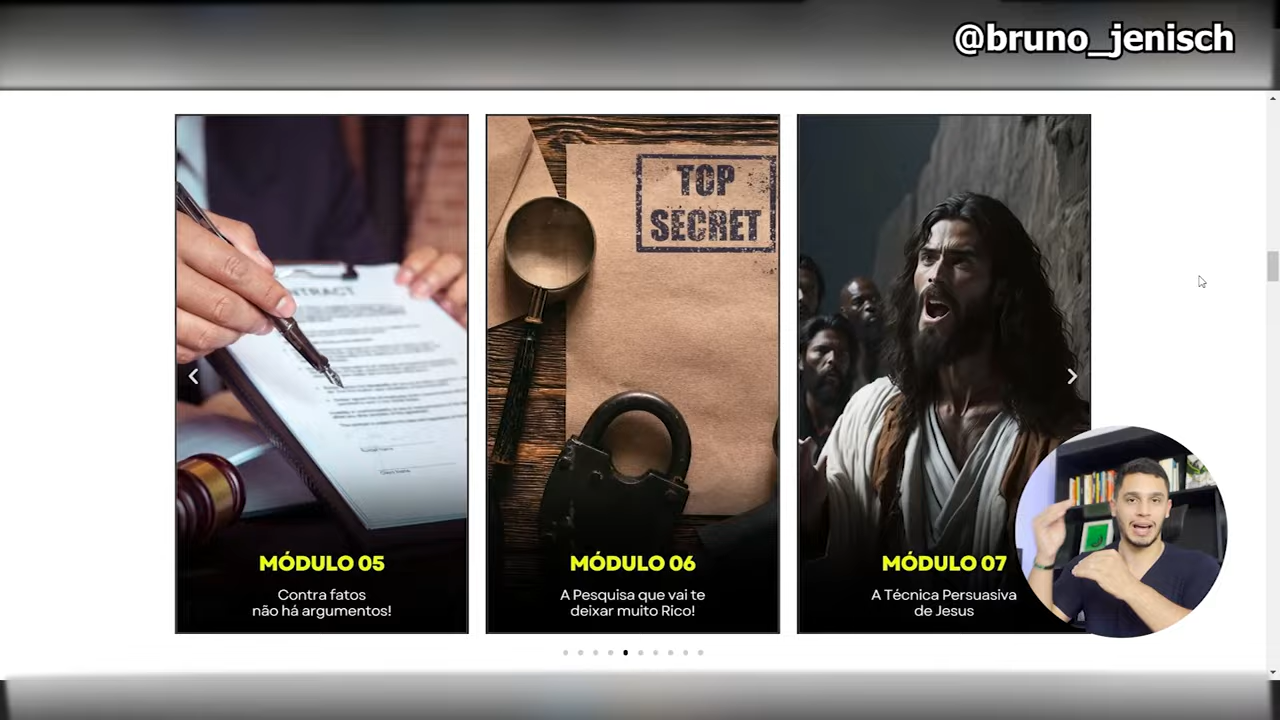 @bruno_jenisch
TOP
SECRET
MÓDULO 05
Contra fatos
não há argumentos!
MÓDULO 06
A Pesquisa que vai te
deixar muito Rico!
MÓDULO 07
A Técnica Persuasiva
de Jesus